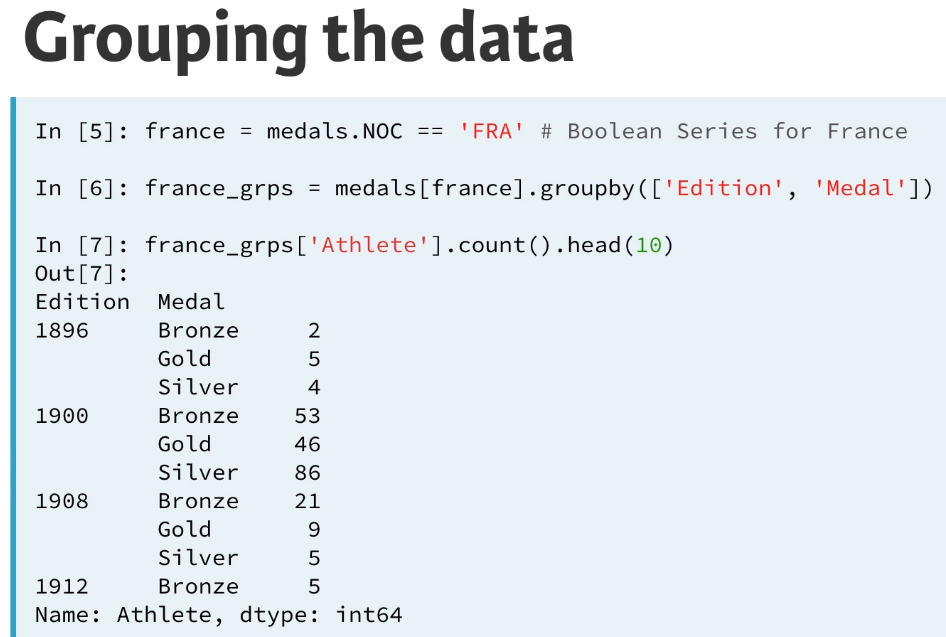 Grouping the data
In [5]: france = medals.NOC == 'FRA' # Boolean Series for France
In [6]: france_grps = medals[france].groupby(['Edition', 'Medal'])
In [7]: france_grps['Athlete'].count().head(10)
Out[7]:
Edition  Medal
1896     Bronze     2
         Gold       5
         Silver     4
1900     Bronze    53
         Gold      46
         Silver    86
1908     Bronze    21
         Gold       9
         Silver     5
1912     Bronze     5
Name: Athlete, dtype: int64